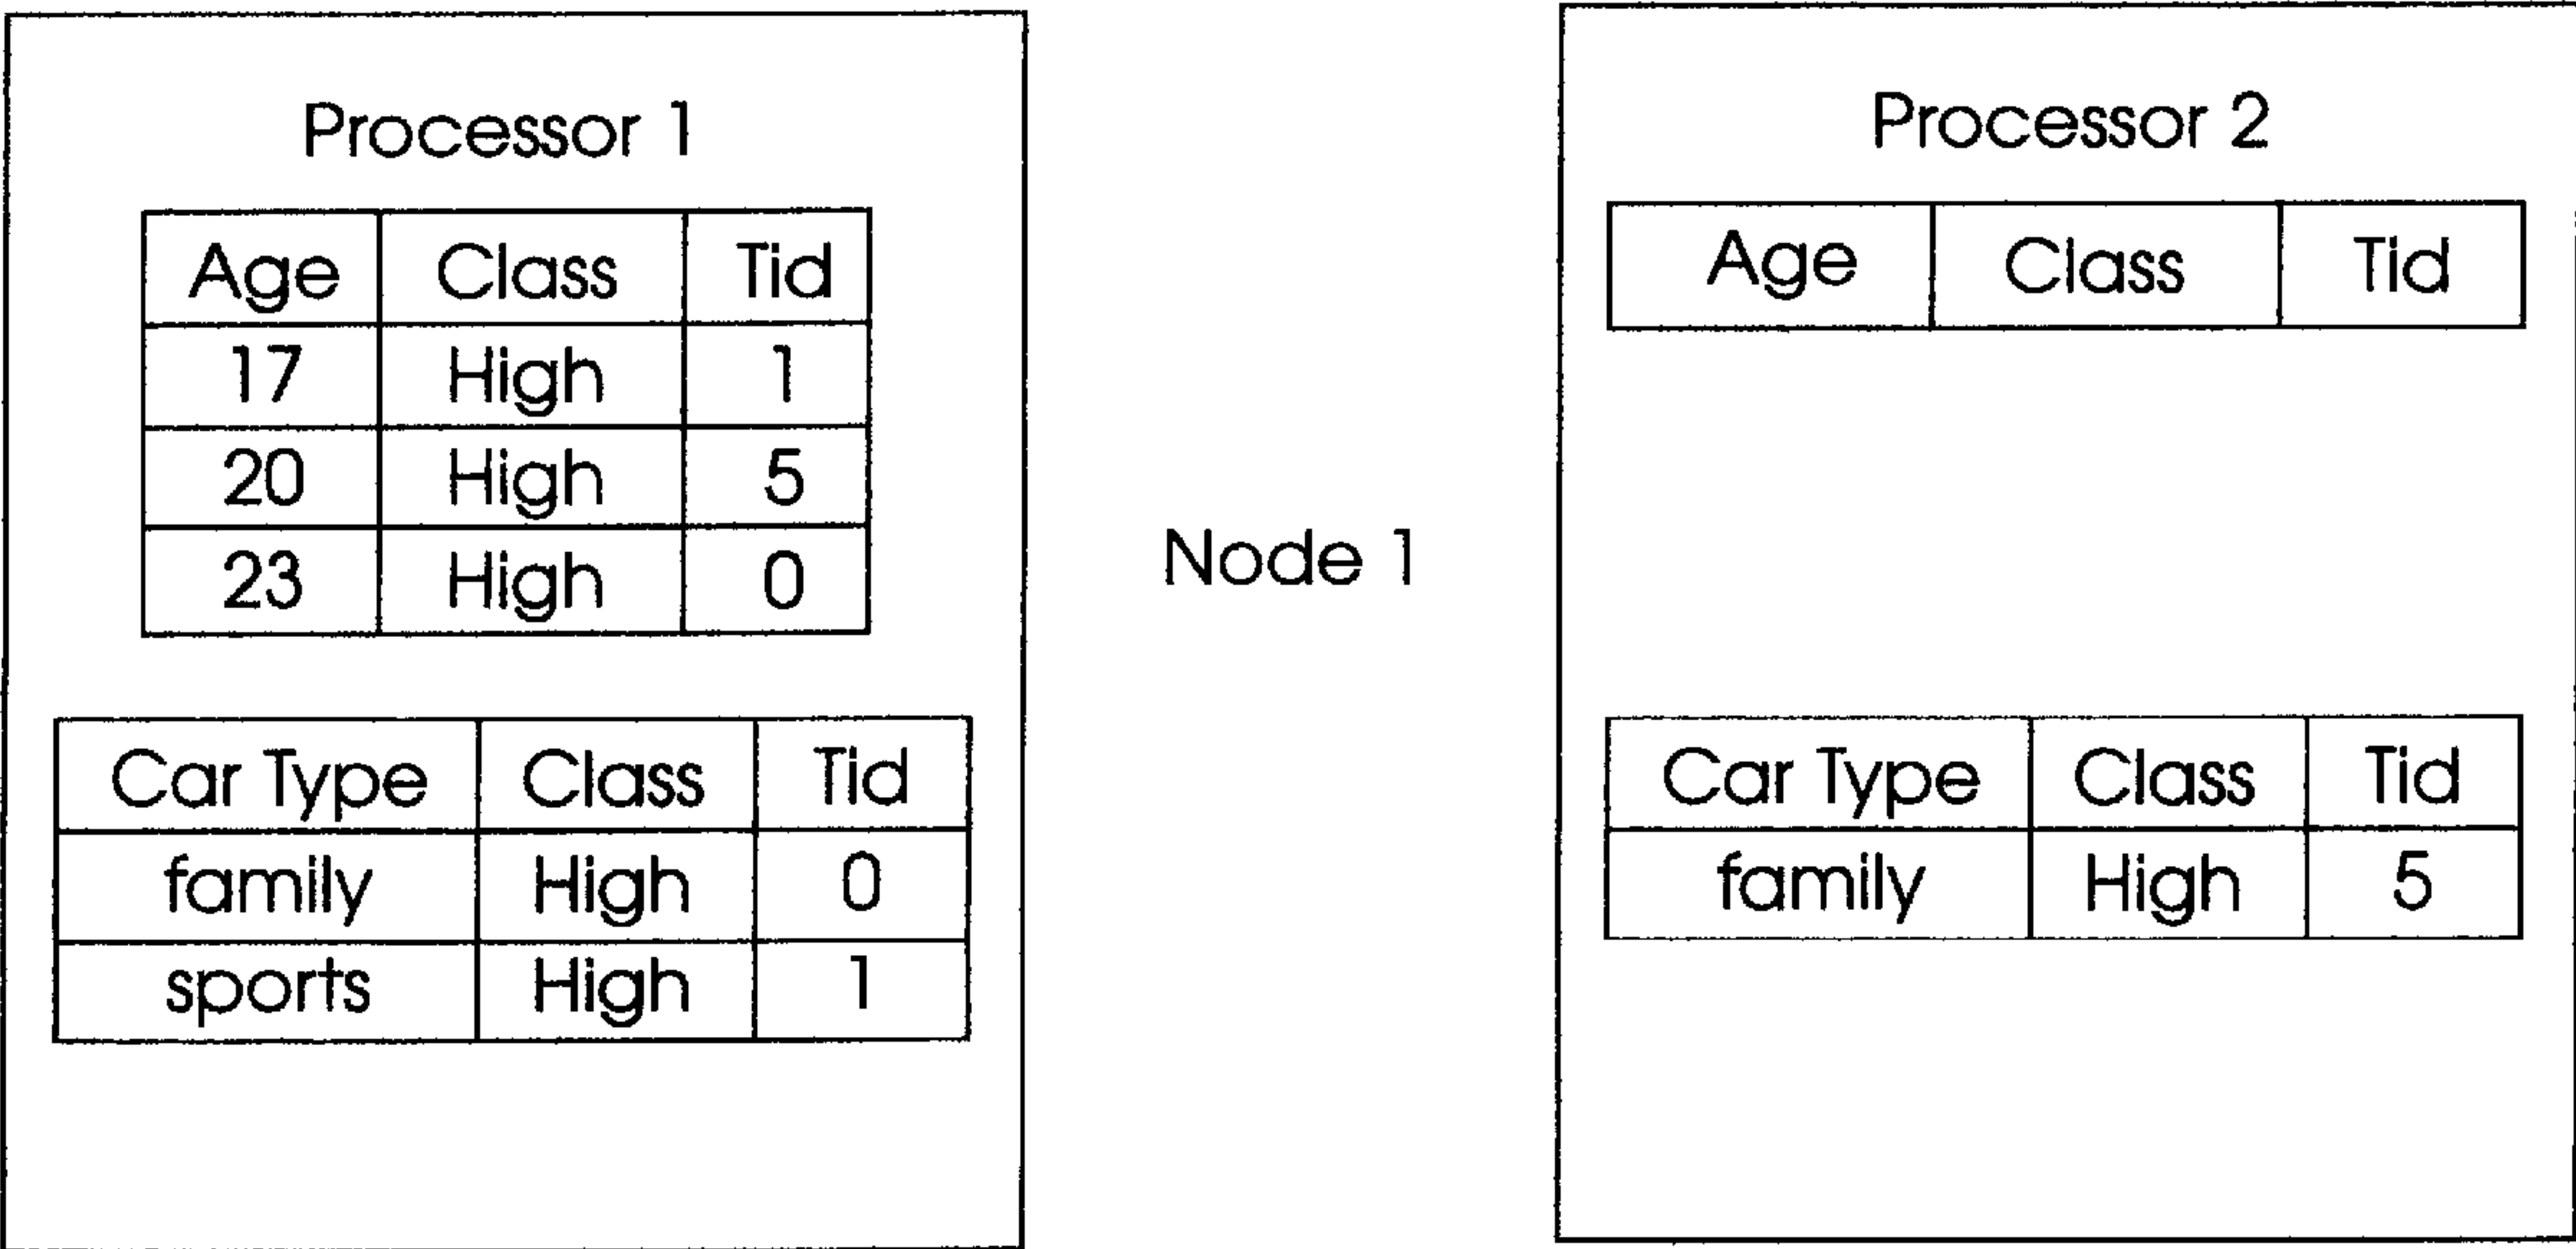 Processor 1
Age Class Tid
17 High 1
20 High 5
23 High 0
Car Type Class Tid
family High 0
sports High 1
Node 1
Processor 2
Age Class Tid
Car Type Class Tid
family High 5